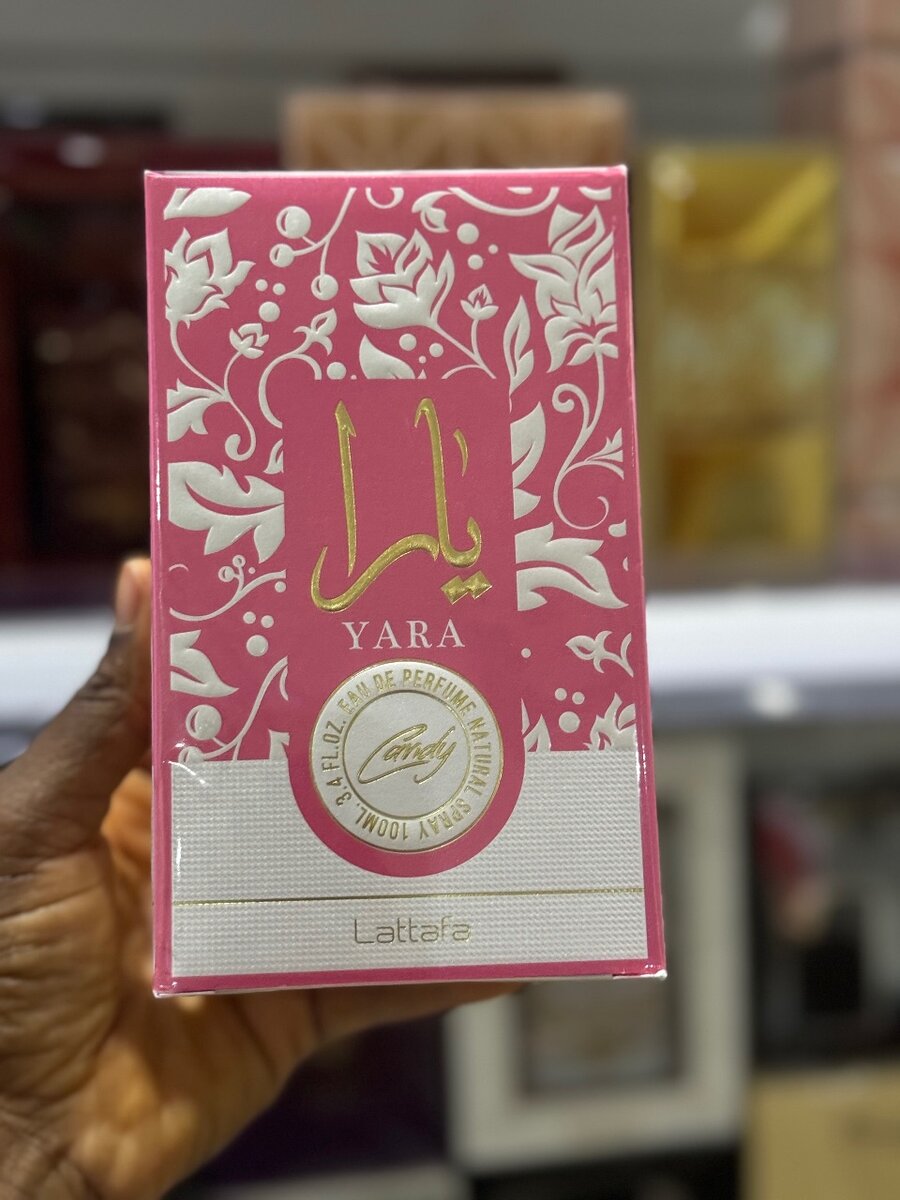 يارا
YARA
EAU DE PERFUME NATURAL SPRAY 100ML. 3.4 FL.OZ.
Candy
Lattafa